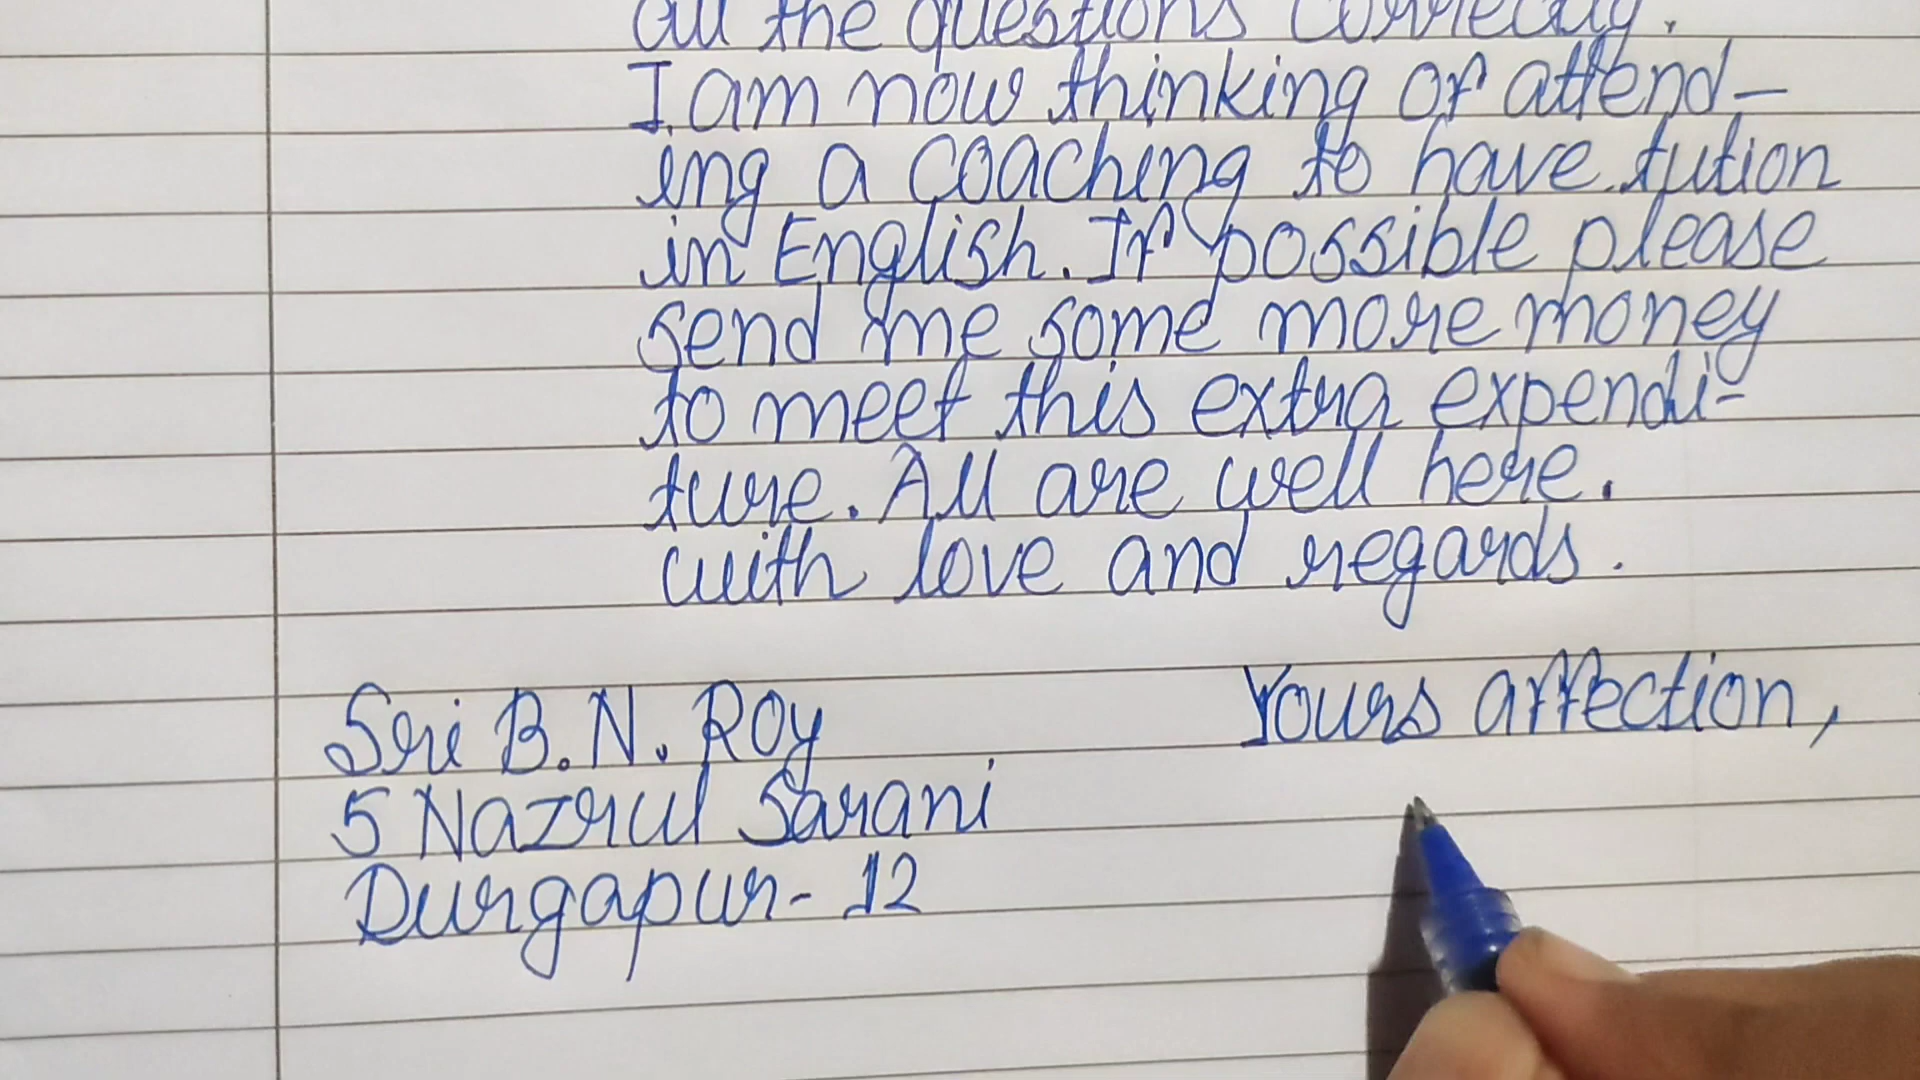 all the questions correctly.
I am now thinking of attend-
ing a coaching to have tution
in English. If possible please
send me some more money
to meet this extra expendi-
ture. All are well here.
with love and regards.
Yours affection,
Sri B. N. Roy
5 Nazrul Sarani
Durgapur- 12